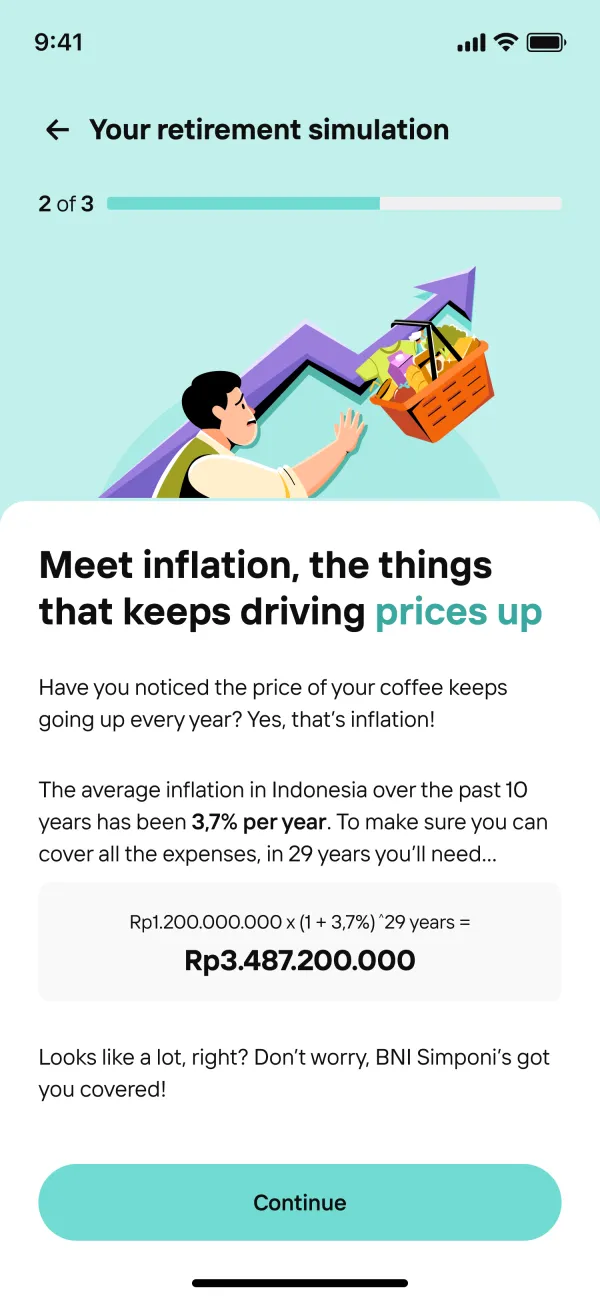 9:41
Your retirement simulation
2 of 3
Meet inflation, the things
that keeps driving prices up
Have you noticed the price of your coffee keeps
going up every year? Yes, that's inflation!
The average inflation in Indonesia over the past 10
years has been 3,7% per year. To make sure you can
cover all the expenses, in 29 years you'll need...
Rp1.200.000.000 x (1 + 3,7%) ^29 years =
Rp3.487.200.000
Looks like a lot, right? Don't worry, BNI Simponi's got
you covered!
Continue